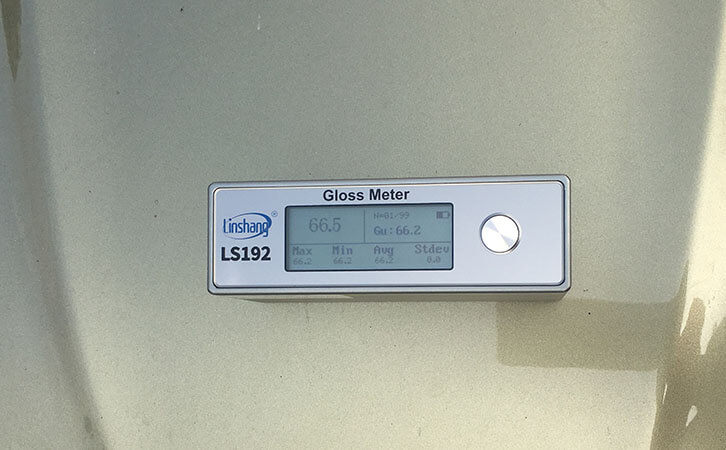 Gloss Meter
Linshang®
LS192
66.5
N=01/99
Gu:66.2
Max Min Avg Stdev
66.2 66.2 66.2 0.0